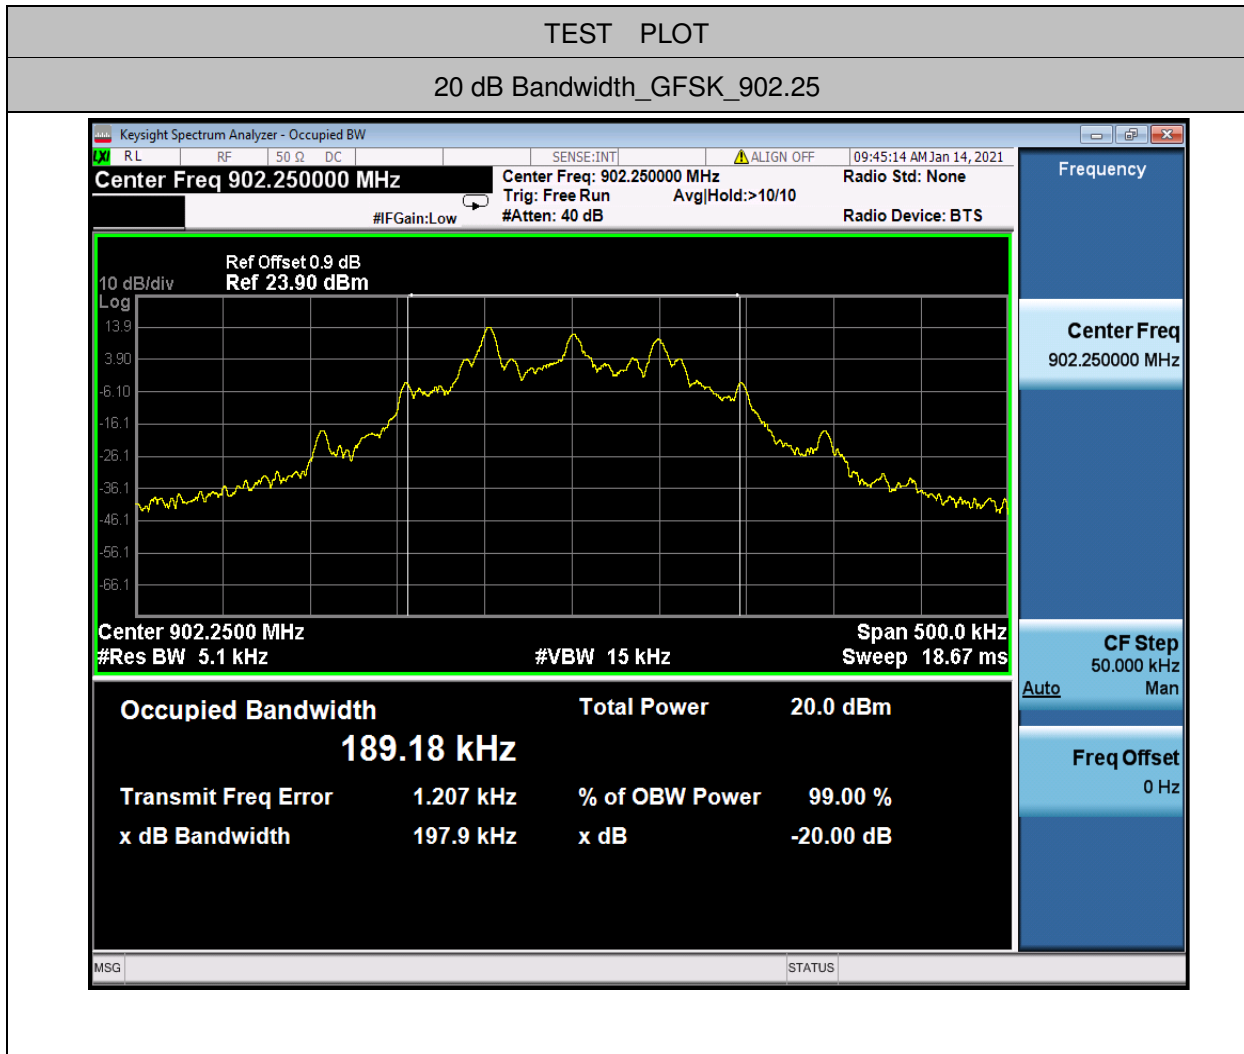 TEST PLOT
20 dB Bandwidth_GFSK_902.25
Keysight Spectrum Analyzer - Occupied BW
LXI RL RF 50 Ω DC SENSE:INT ALIGN OFF 09:45:14 AM Jan 14, 2021
Center Freq 902.250000 MHz
#IFGain:Low
Center Freq: 902.250000 MHz
Trig: Free Run Avg|Hold:>10/10
#Atten: 40 dB
Radio Std: None
Radio Device: BTS
Frequency
Ref Offset 0.9 dB
10 dB/div Ref 23.90 dBm
Log
13.9
3.90
-6.10
-16.1
-26.1
-36.1
-46.1
-56.1
-66.1
Center 902.2500 MHz Span 500.0 kHz
#Res BW 5.1 kHz #VBW 15 kHz Sweep 18.67 ms
Occupied Bandwidth Total Power 20.0 dBm
189.18 kHz
Transmit Freq Error 1.207 kHz % of OBW Power 99.00 %
x dB Bandwidth 197.9 kHz x dB -20.00 dB
Center Freq
902.250000 MHz
CF Step
50.000 kHz
Auto Man
Freq Offset
0 Hz
MSG STATUS